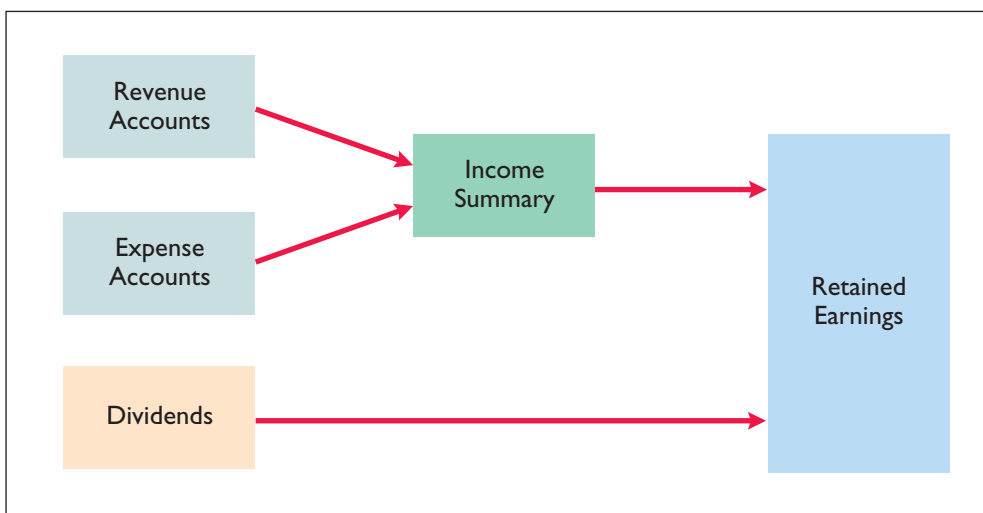 Revenue
Accounts
Income
Summary
Expense
Accounts
Retained
Earnings
Dividends